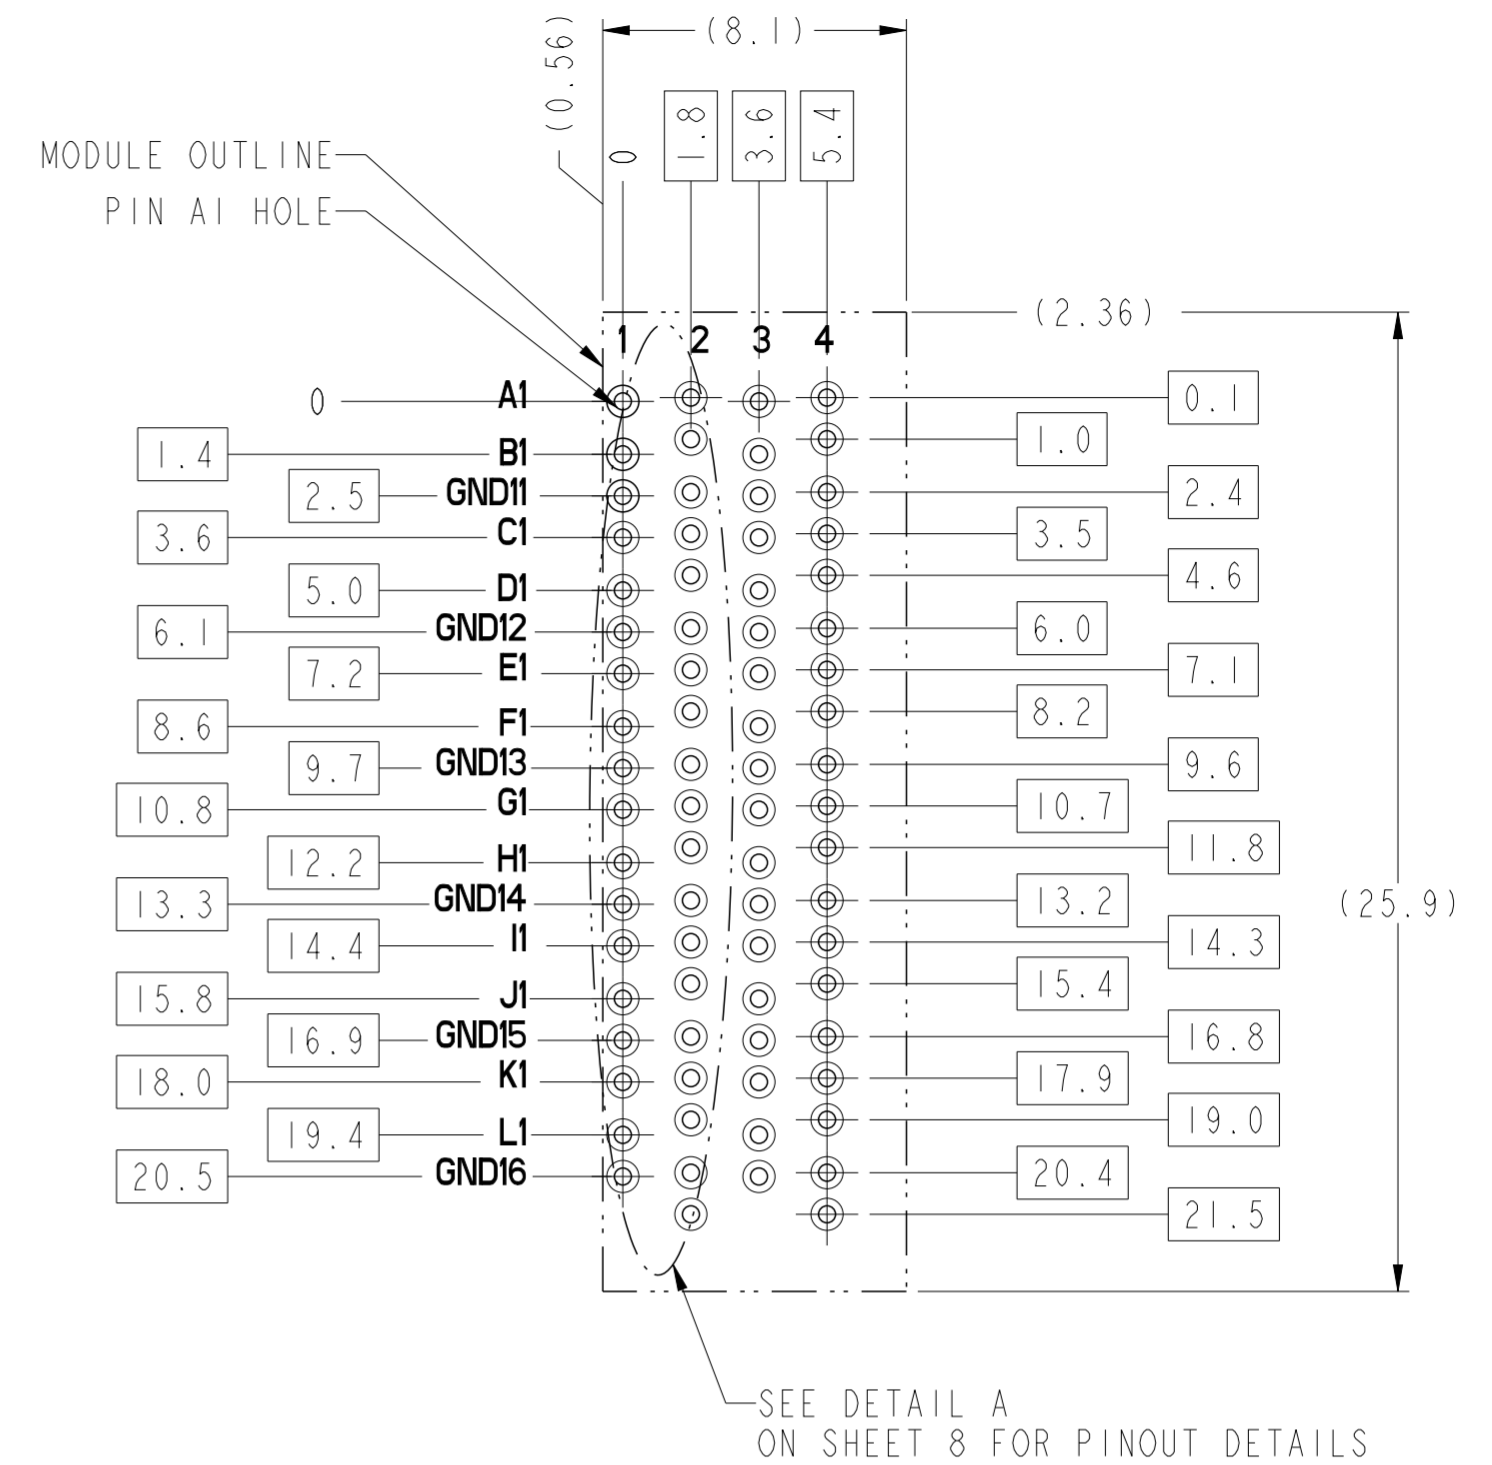 (8.1)
(0.56)
0
1.8
3.6
5.4
MODULE OUTLINE
PIN A1 HOLE
(2.36)
1 2 3 4
0 A1 0.1
1.4 B1 1.0
2.5 GND11 2.4
3.6 C1 3.5
5.0 D1 4.6
6.1 GND12 6.0
7.2 E1 7.1
8.6 F1 8.2
9.7 GND13 9.6
10.8 G1 10.7
12.2 H1 11.8
13.3 GND14 13.2
(25.9)
14.4 I1 14.3
15.8 J1 15.4
16.9 GND15 16.8
18.0 K1 17.9
19.4 L1 19.0
20.5 GND16 20.4
21.5
SEE DETAIL A
ON SHEET 8 FOR PINOUT DETAILS